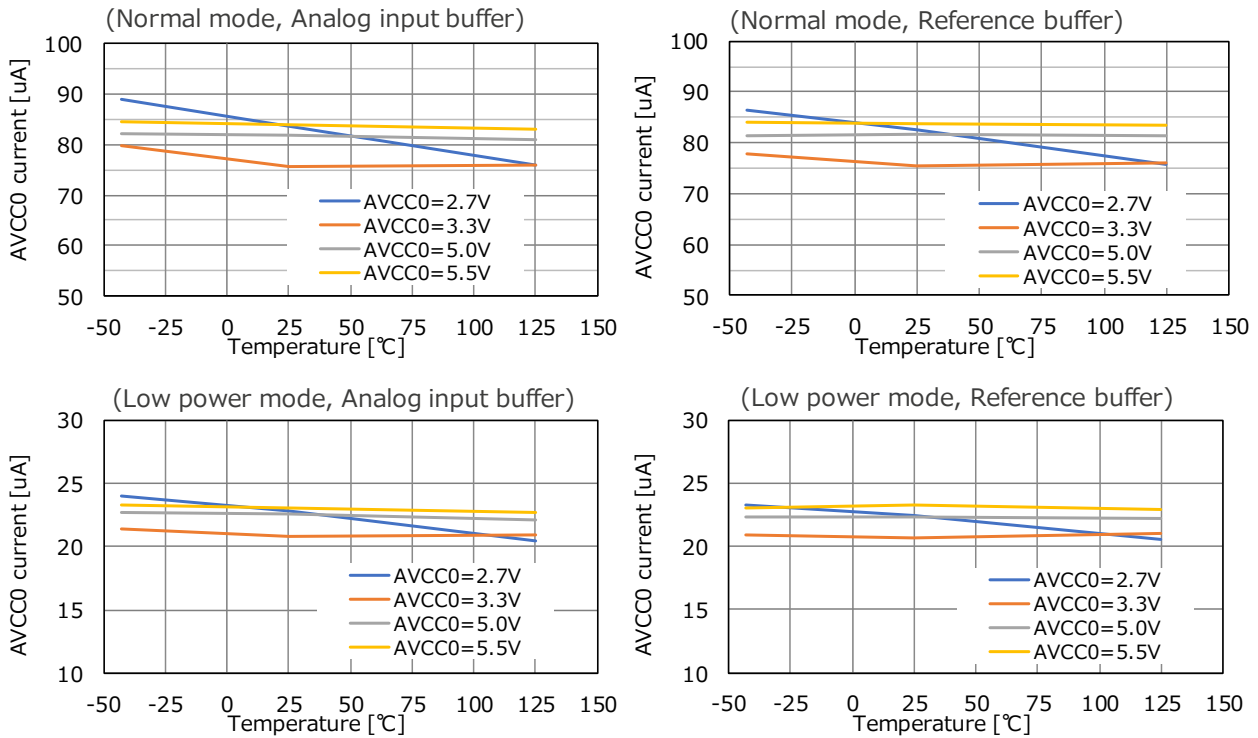 (Normal mode, Analog input buffer)
AVCC0 current [uA]
100
90
80
70
60
50
AVCC0=2.7V
AVCC0=3.3V
AVCC0=5.0V
AVCC0=5.5V
-50 -25 0 25 50 75 100 125 150
Temperature [℃]
(Normal mode, Reference buffer)
AVCC0 current [uA]
100
90
80
70
60
50
AVCC0=2.7V
AVCC0=3.3V
AVCC0=5.0V
AVCC0=5.5V
-50 -25 0 25 50 75 100 125 150
Temperature [℃]
(Low power mode, Analog input buffer)
AVCC0 current [uA]
30
25
20
15
10
AVCC0=2.7V
AVCC0=3.3V
AVCC0=5.0V
AVCC0=5.5V
-50 -25 0 25 50 75 100 125 150
Temperature [℃]
(Low power mode, Reference buffer)
AVCC0 current [uA]
30
25
20
15
10
AVCC0=2.7V
AVCC0=3.3V
AVCC0=5.0V
AVCC0=5.5V
-50 -25 0 25 50 75 100 125 150
Temperature [℃]